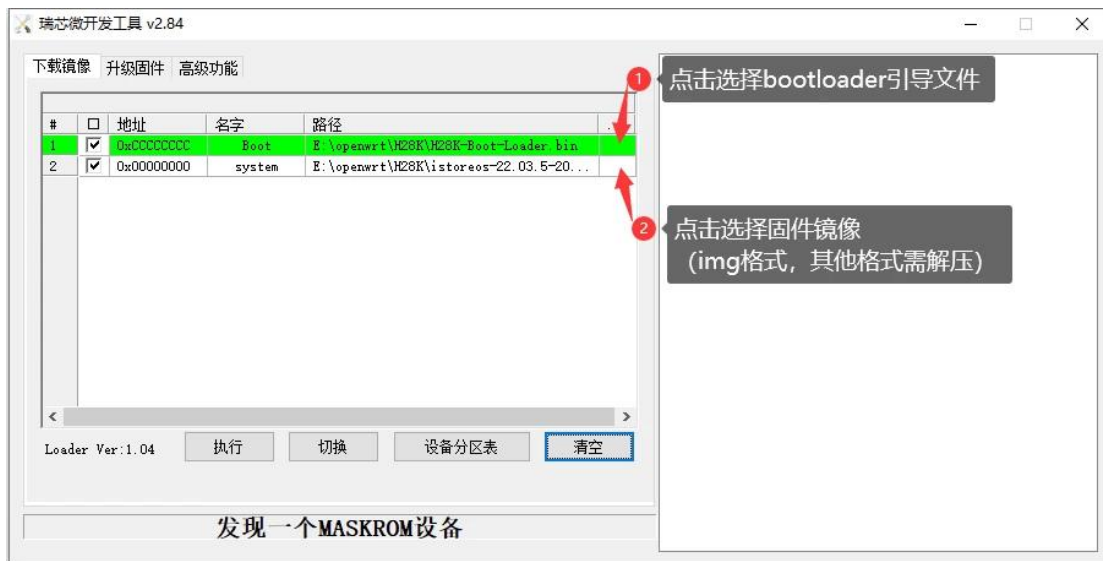 瑞芯微开发工具 v2.84
下载镜像 升级固件 高级功能
# 地址 名字 路径 ...
1 0xCCCCCCCC Boot E:\openwrt\H28K\H28K-Boot-Loader.bin
2 0x00000000 system E:\openwrt\H28K\istoreos-22.03.5-20...
1 点击选择bootloader引导文件
2 点击选择固件镜像
(img格式，其他格式需解压)
Loader Ver:1.04 执行 切换 设备分区表 清空
发现一个MASKROM设备